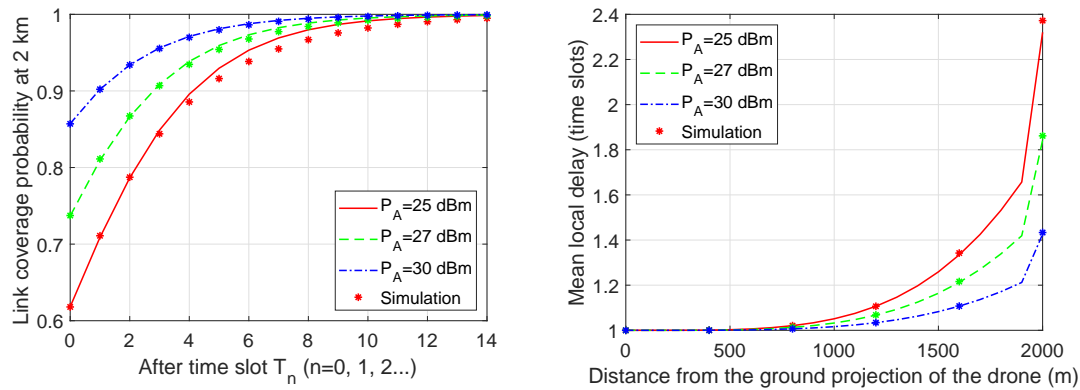 Link coverage probability at 2 km
1
0.9
0.8
0.7
0.6
0 2 4 6 8 10 12 14
After time slot T_n (n=0, 1, 2...)
P_A=25 dBm
P_A=27 dBm
P_A=30 dBm
Simulation
Mean local delay (time slots)
2.4
2.2
2
1.8
1.6
1.4
1.2
1
0 500 1000 1500 2000
Distance from the ground projection of the drone (m)
P_A=25 dBm
P_A=27 dBm
P_A=30 dBm
Simulation